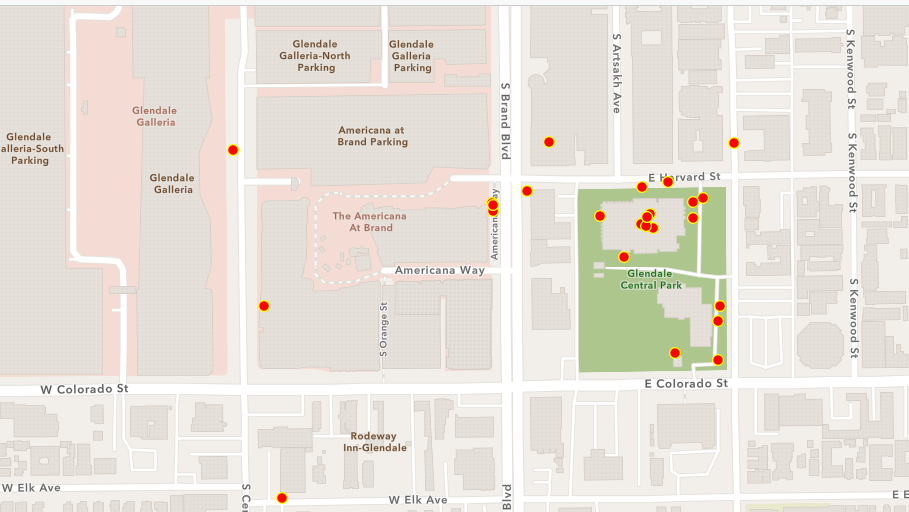 Glendale
Galleria-North
Parking
Glendale
Galleria
Parking
S Brand Blvd
S Artsakh Ave
S Kenwood St
Glendale
Galleria
Americana at
Brand Parking
Glendale
alleria-South
Parking
Glendale
Galleria
S Kenwood St
E Harvard St
The Americana
At Brand
Americana Way
Americana Way
Glendale
Central Park
S Orange St
S Kenwood St
W Colorado St
E Colorado St
Rodeway
Inn-Glendale
W Elk Ave
S Cen
W Elk Ave
Blvd
E E